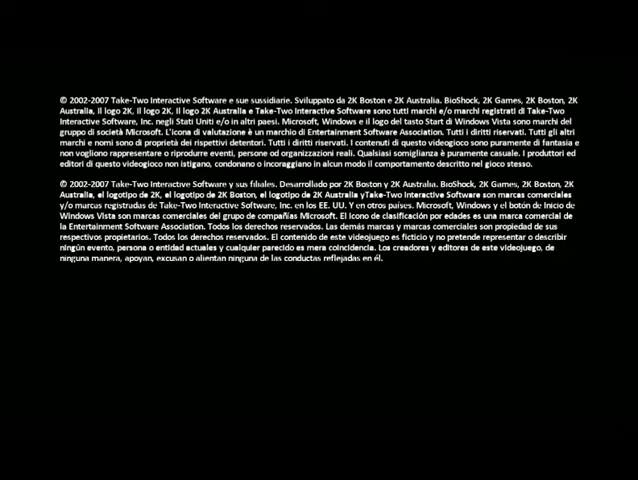 © 2002-2007 Take-Two Interactive Software e sue sussidiarie. Sviluppato da 2K Boston e 2K Australia. BioShock, 2K Games, 2K Boston, 2K
Australia, il logo 2K, il logo 2K, il logo 2K Australia e Take-Two Interactive Software sono tutti marchi e/o marchi registrati di Take-Two
Interactive Software, Inc. negli Stati Uniti e/o in altri paesi. Microsoft, Windows e il logo del tasto Start di Windows Vista sono marchi del
gruppo di società Microsoft. L'icona di valutazione è un marchio di Entertainment Software Association. Tutti i diritti riservati. Tutti gli altri
marchi e nomi sono di proprietà dei rispettivi detentori. Tutti i diritti riservati. I contenuti di questo videogioco sono puramente di fantasia e
non vogliono rappresentare o riprodurre eventi, persone od organizzazioni reali. Qualsiasi somiglianza è puramente casuale. I produttori ed
editori di questo videogioco non istigano, condonano o incoraggiano in alcun modo il comportamento descritto nel gioco stesso.
© 2002-2007 Take-Two Interactive Software y sus filiales. Desarrollado por 2K Boston y 2K Australia. BroShock, 2K Games, 2K Boston, 2K
Australia, el logotipo de 2K, el logotipo de 2K Boston, el logotipo de 2K Australia yTake-Two Interactive Software son marcas comerciales
y/o marcas registradas de Take-Two Interactive Software, Inc. en los EE. UU. Y en otros países. Microsoft, Windows y el botón de Inicio de
Windows Vista son marcas comerciales del grupo de compañías Microsoft. El icono de clasificación por edades es una marca comercial de
la Entertainment Software Association. Todos los derechos reservados. Las demás marcas y marcas comerciales son propiedad de sus
respectivos propietarios. Todos los derechos reservados. El contenido de este videojuego es ficticio y no pretende representar o describir
ningún evento, persona o entidad actuales y cualquier parecido es mera coincidencia. Los creadores y editores de este videojuego, de
ninguna manera, apoyan, excusan o alientan ninguna de las conductas reflejadas en él.